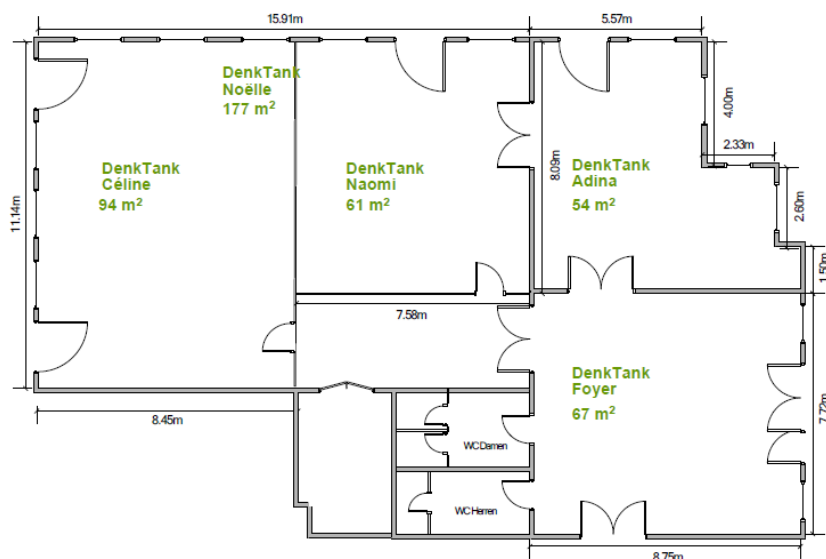 15.91m
5.57m
DenkTank
Noëlle
177 m²
4.00m
2.33m
DenkTank
Céline
94 m²
DenkTank
Naomi
61 m²
8.09m
DenkTank
Adina
54 m²
11.14m
2.60m
1.50m
7.58m
DenkTank
Foyer
67 m²
7.72m
8.45m
WC Damen
WC Herren
8.75m